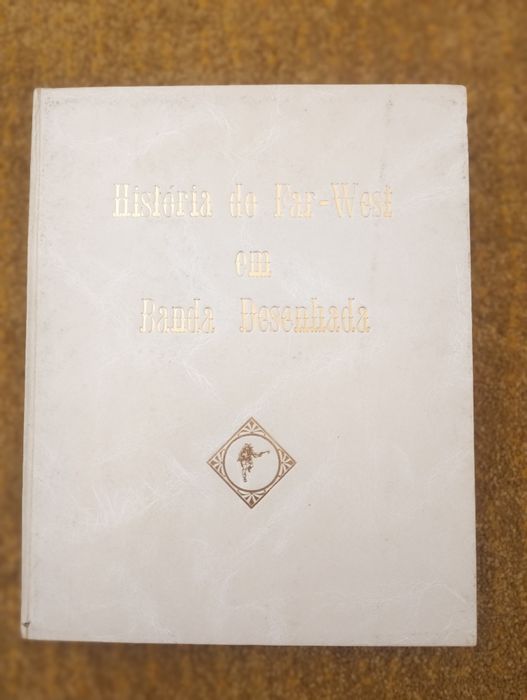 História do Far-West
em
Banda Desenhada